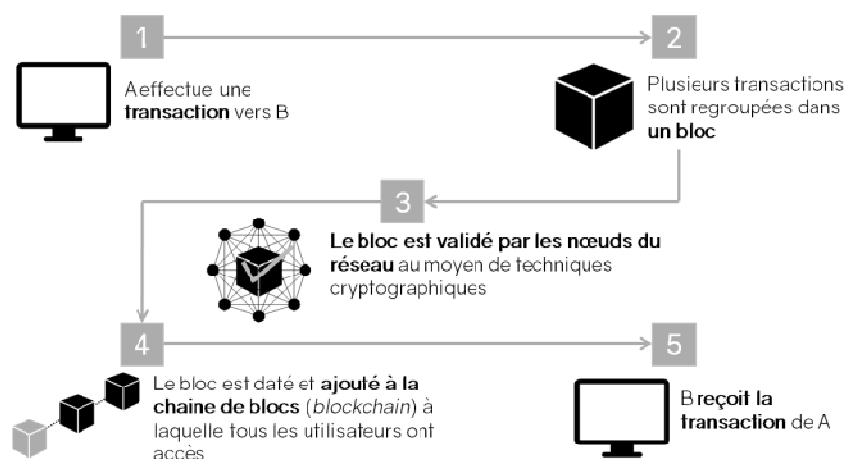 1
2
A effectue une
transaction vers B
Plusieurs transactions
sont regroupées dans
un bloc
3
Le bloc est validé par les nœuds du
réseau au moyen de techniques
cryptographiques
4
5
Le bloc est daté et ajouté à la
chaine de blocs (blockchain) à
laquelle tous les utilisateurs ont
accès
B reçoit la
transaction de A